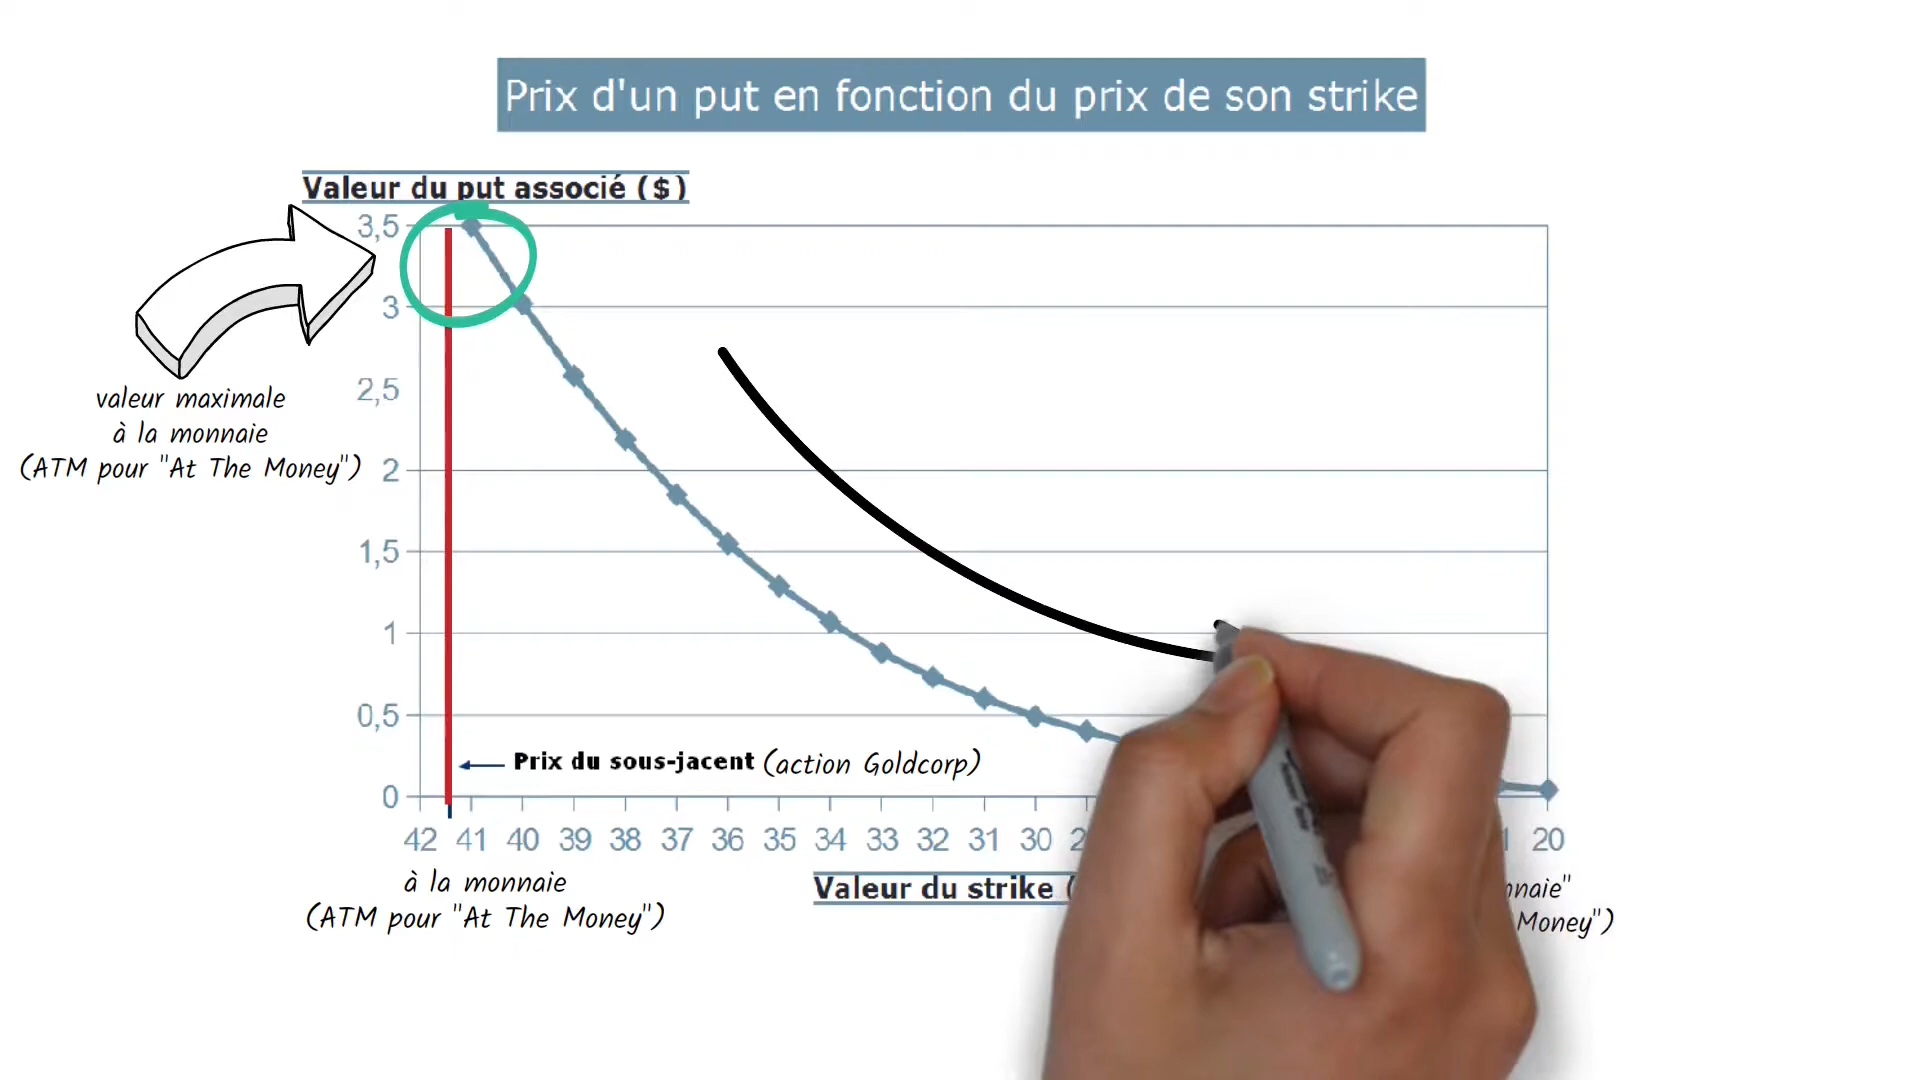 Prix d'un put en fonction du prix de son strike
Valeur du put associé ($)
3,5
3
2,5
2
1,5
1
0,5
0
valeur maximale
à la monnaie
(ATM pour "At The Money")
Prix du sous-jacent (action Goldcorp)
42 41 40 39 38 37 36 35 34 33 32 31 30 20
à la monnaie
(ATM pour "At The Money")
Valeur du strike (
Money")